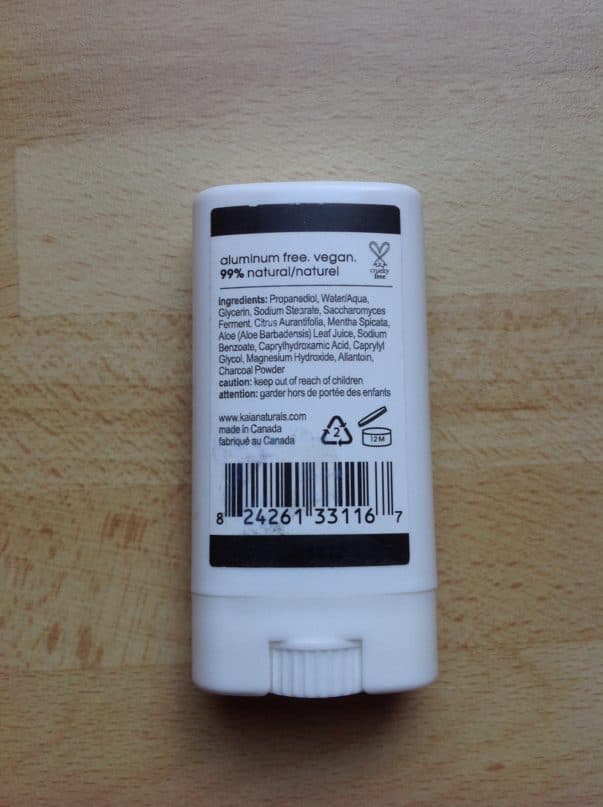 aluminum free. vegan.
99% natural/naturel
cruelty
free
ingredients: Propanediol, Water/Aqua,
Glycerin, Sodium Stearate, Saccharomyces
Ferment. Citrus Aurantifolia, Mentha Spicata,
Aloe (Aloe Barbadensis) Leaf Juice, Sodium
Benzoate, Caprylhydroxamic Acid, Caprylyl
Glycol, Magnesium Hydroxide, Allantoin,
Charcoal Powder
caution: keep out of reach of children
attention: garder hors de portée des enfants
www.kaianaturals.com
made in Canada
fabriqué au Canada
2
12M
8 24261 33116 7